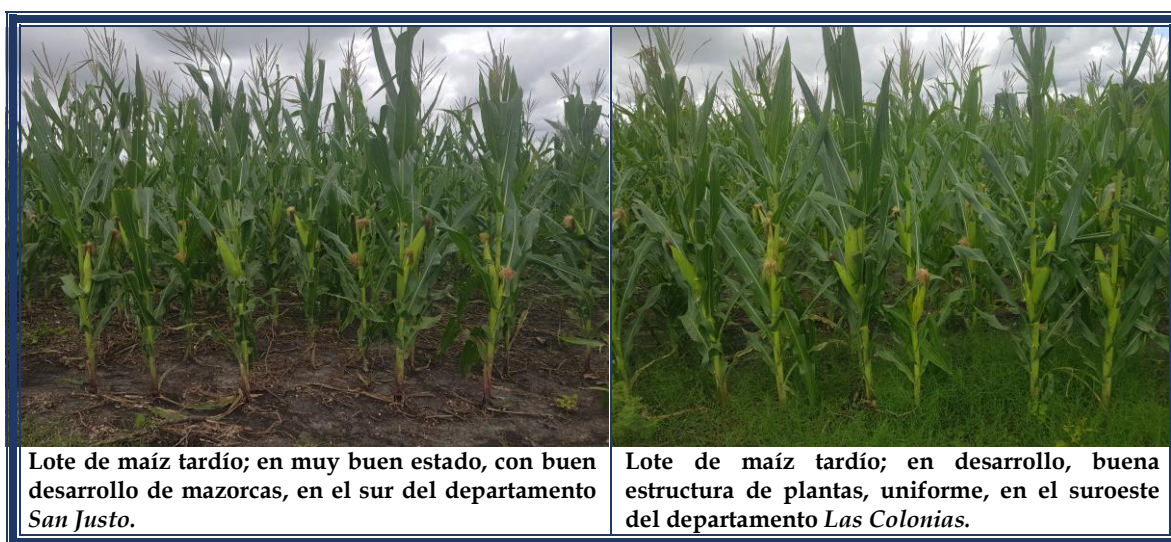 Lote de maíz tardío; en muy buen estado, con buen
desarrollo de mazorcas, en el sur del departamento
San Justo.
Lote de maíz tardío; en desarrollo, buena
estructura de plantas, uniforme, en el suroeste
del departamento Las Colonias.